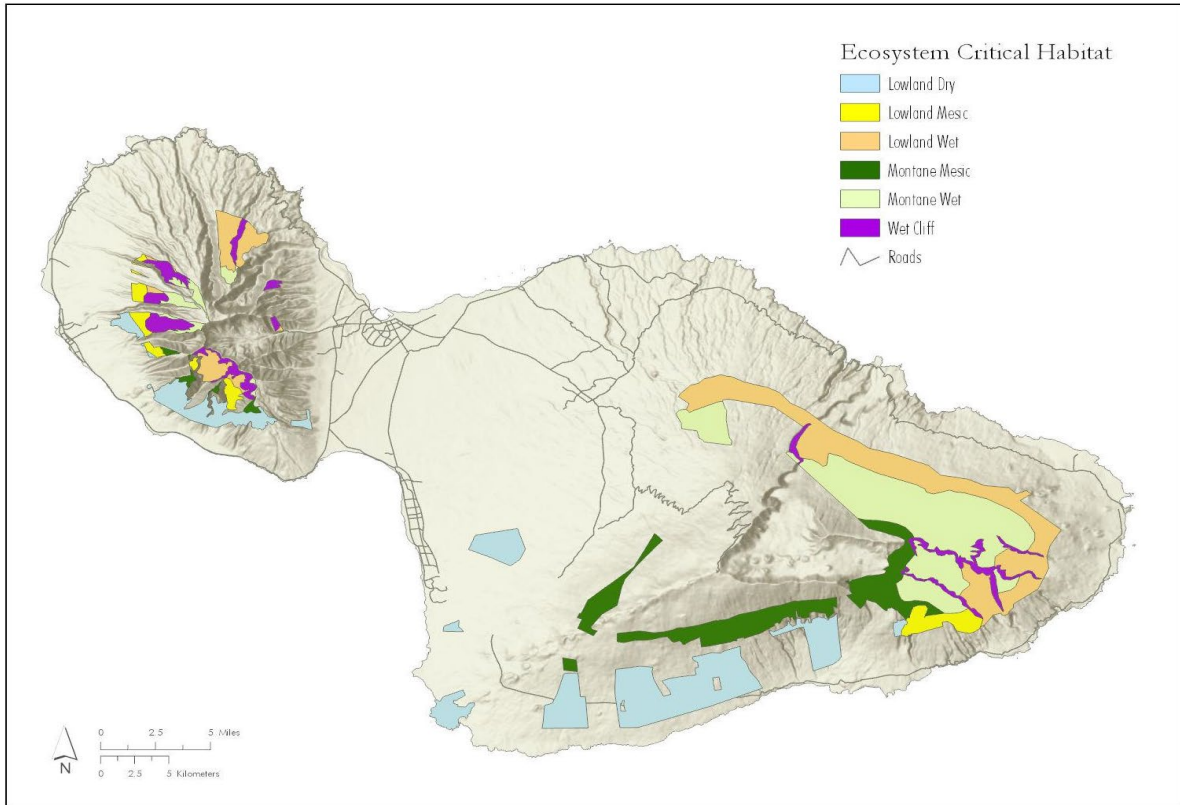 Ecosystem Critical Habitat
Lowland Dry
Lowland Mesic
Lowland Wet
Montane Mesic
Montane Wet
Wet Cliff
Roads
0 2.5 5 Miles
0 2.5 5 Kilometers
N